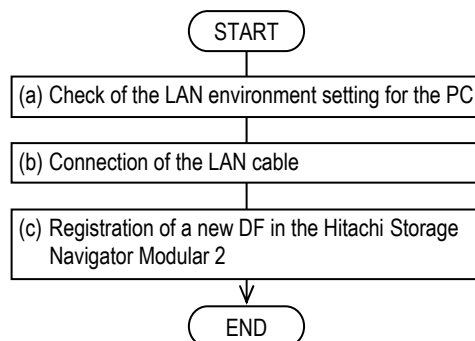 START
(a) Check of the LAN environment setting for the PC
(b) Connection of the LAN cable
(c) Registration of a new DF in the Hitachi Storage
Navigator Modular 2
END